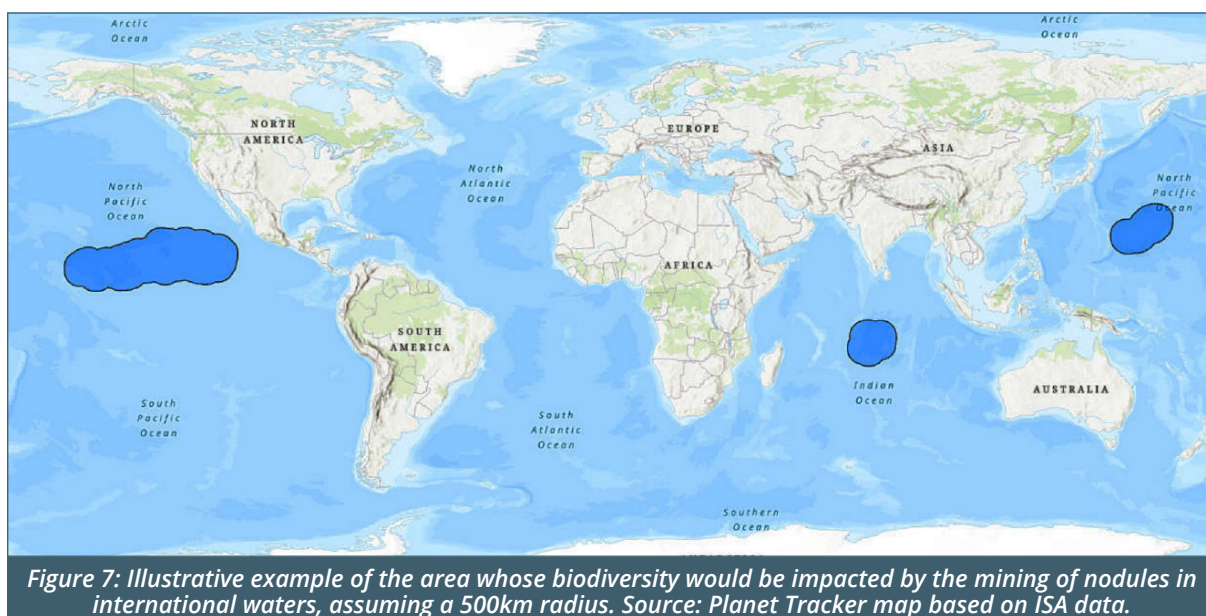 Arctic
Ocean
Arctic
Ocean
NORTH
AMERICA
EUROPE
ASIA
North
Atlantic
Ocean
North
Pacific
Ocean
North
Pacific
Ocean
AFRICA
SOUTH
AMERICA
Indian
Ocean
AUSTRALIA
South
Pacific
Ocean
South
Atlantic
Ocean
Southern
Ocean
Figure 7: Illustrative example of the area whose biodiversity would be impacted by the mining of nodules in
international waters, assuming a 500km radius. Source: Planet Tracker map based on ISA data.